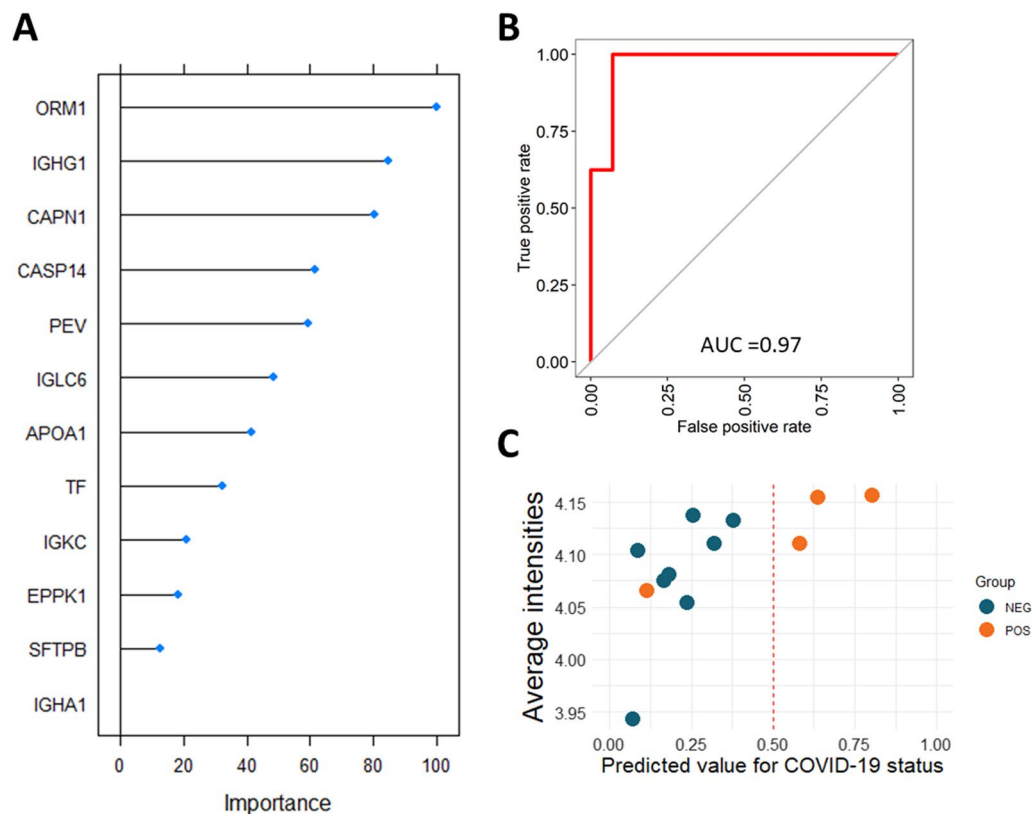 A
ORM1
IGHG1
CAPN1
CASP14
PEV
IGLC6
APOA1
TF
IGKC
EPPK1
SFTPB
IGHA1
0 20 40 60 80 100
Importance
B
True positive rate
1.00
0.75
0.50
0.25
0.00
AUC =0.97
0.00 0.25 0.50 0.75 1.00
False positive rate
C
Average intensities
4.15
4.10
4.05
4.00
3.95
0.00 0.25 0.50 0.75 1.00
Predicted value for COVID-19 status
Group
NEG
POS